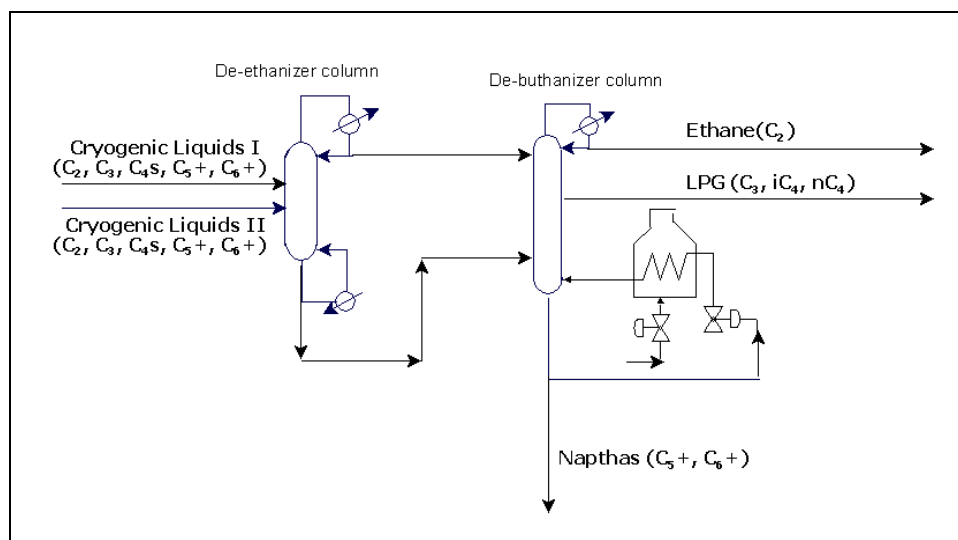 De-ethanizer column
De-buthanizer column
Cryogenic Liquids I
(C₂, C₃, C₄s, C₅+, C₆+)
Cryogenic Liquids II
(C₂, C₃, C₄s, C₅+, C₆+)
Ethane(C₂)
LPG (C₃, iC₄, nC₄)
Napthas (C₅+, C₆+)